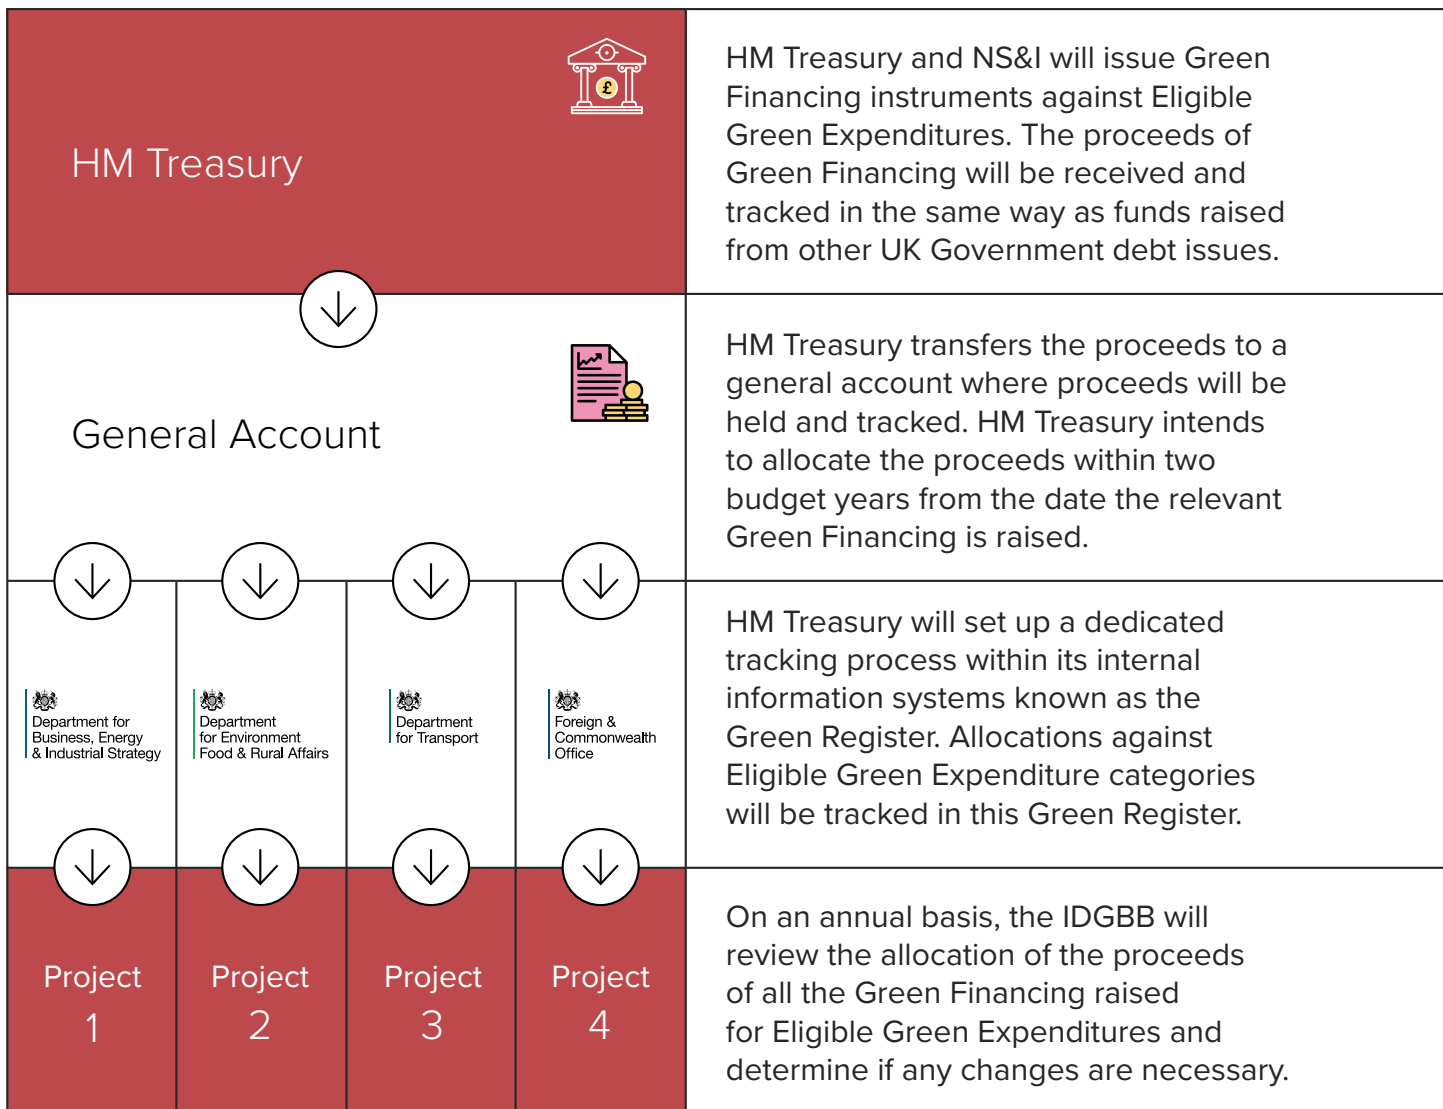 HM Treasury
£
HM Treasury and NS&I will issue Green
Financing instruments against Eligible
Green Expenditures. The proceeds of
Green Financing will be received and
tracked in the same way as funds raised
from other UK Government debt issues.
General Account
HM Treasury transfers the proceeds to a
general account where proceeds will be
held and tracked. HM Treasury intends
to allocate the proceeds within two
budget years from the date the relevant
Green Financing is raised.
Department for
Business, Energy
& Industrial Strategy
Department
for Environment
Food & Rural Affairs
Department
for Transport
Foreign &
Commonwealth
Office
HM Treasury will set up a dedicated
tracking process within its internal
information systems known as the
Green Register. Allocations against
Eligible Green Expenditure categories
will be tracked in this Green Register.
Project
1
Project
2
Project
3
Project
4
On an annual basis, the IDGBB will
review the allocation of the proceeds
of all the Green Financing raised
for Eligible Green Expenditures and
determine if any changes are necessary.